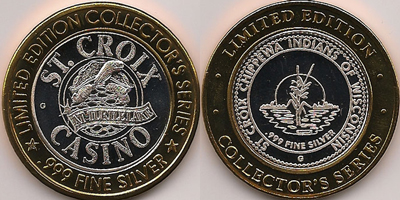 LIMITED EDITION COLLECTOR'S SERIES
.999 FINE SILVER
ST. CROIX
CASINO
G
LIMITED EDITION
COLLECTOR'S SERIES
ST. CROIX CHIPPEWA INDIANS OF WISCONSIN
.999 FINE SILVER
G